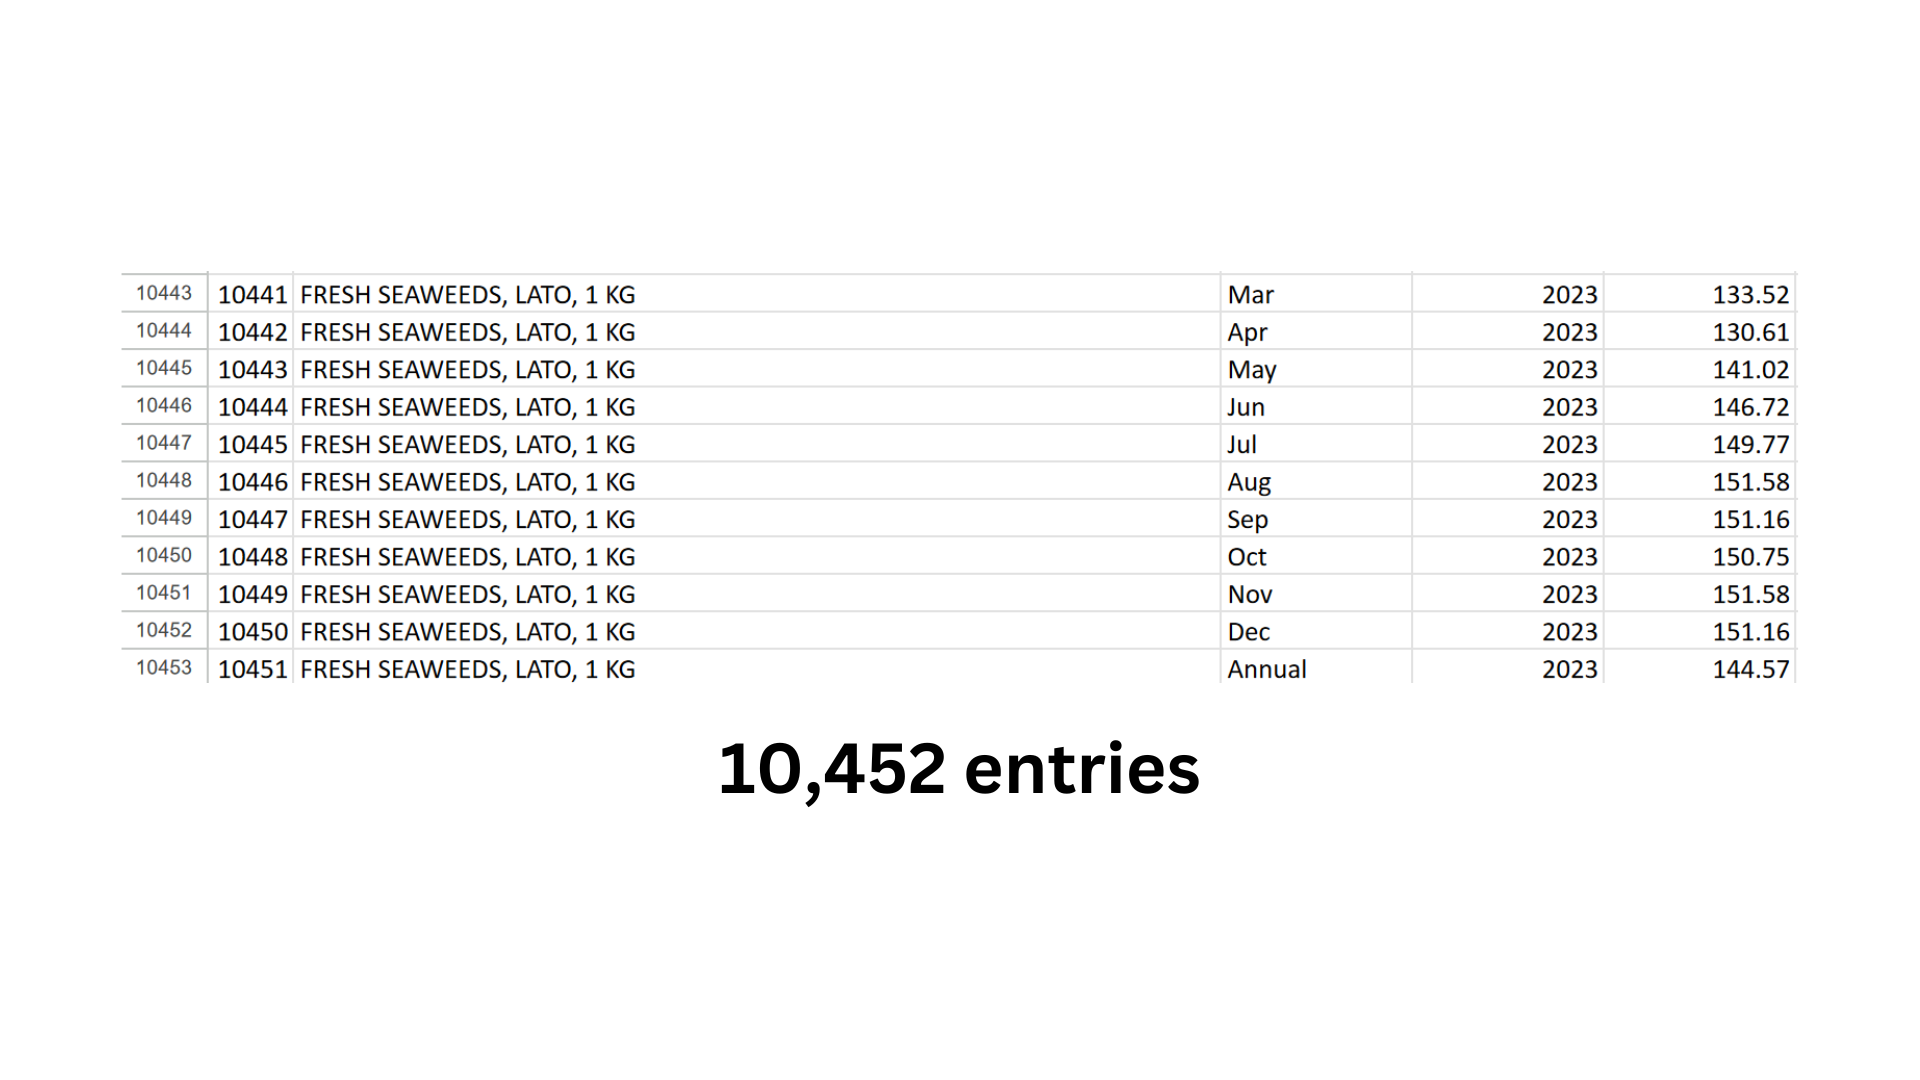 10443 10441 FRESH SEAWEEDS, LATO, 1 KG Mar 2023 133.52
10444 10442 FRESH SEAWEEDS, LATO, 1 KG Apr 2023 130.61
10445 10443 FRESH SEAWEEDS, LATO, 1 KG May 2023 141.02
10446 10444 FRESH SEAWEEDS, LATO, 1 KG Jun 2023 146.72
10447 10445 FRESH SEAWEEDS, LATO, 1 KG Jul 2023 149.77
10448 10446 FRESH SEAWEEDS, LATO, 1 KG Aug 2023 151.58
10449 10447 FRESH SEAWEEDS, LATO, 1 KG Sep 2023 151.16
10450 10448 FRESH SEAWEEDS, LATO, 1 KG Oct 2023 150.75
10451 10449 FRESH SEAWEEDS, LATO, 1 KG Nov 2023 151.58
10452 10450 FRESH SEAWEEDS, LATO, 1 KG Dec 2023 151.16
10453 10451 FRESH SEAWEEDS, LATO, 1 KG Annual 2023 144.57
10,452 entries